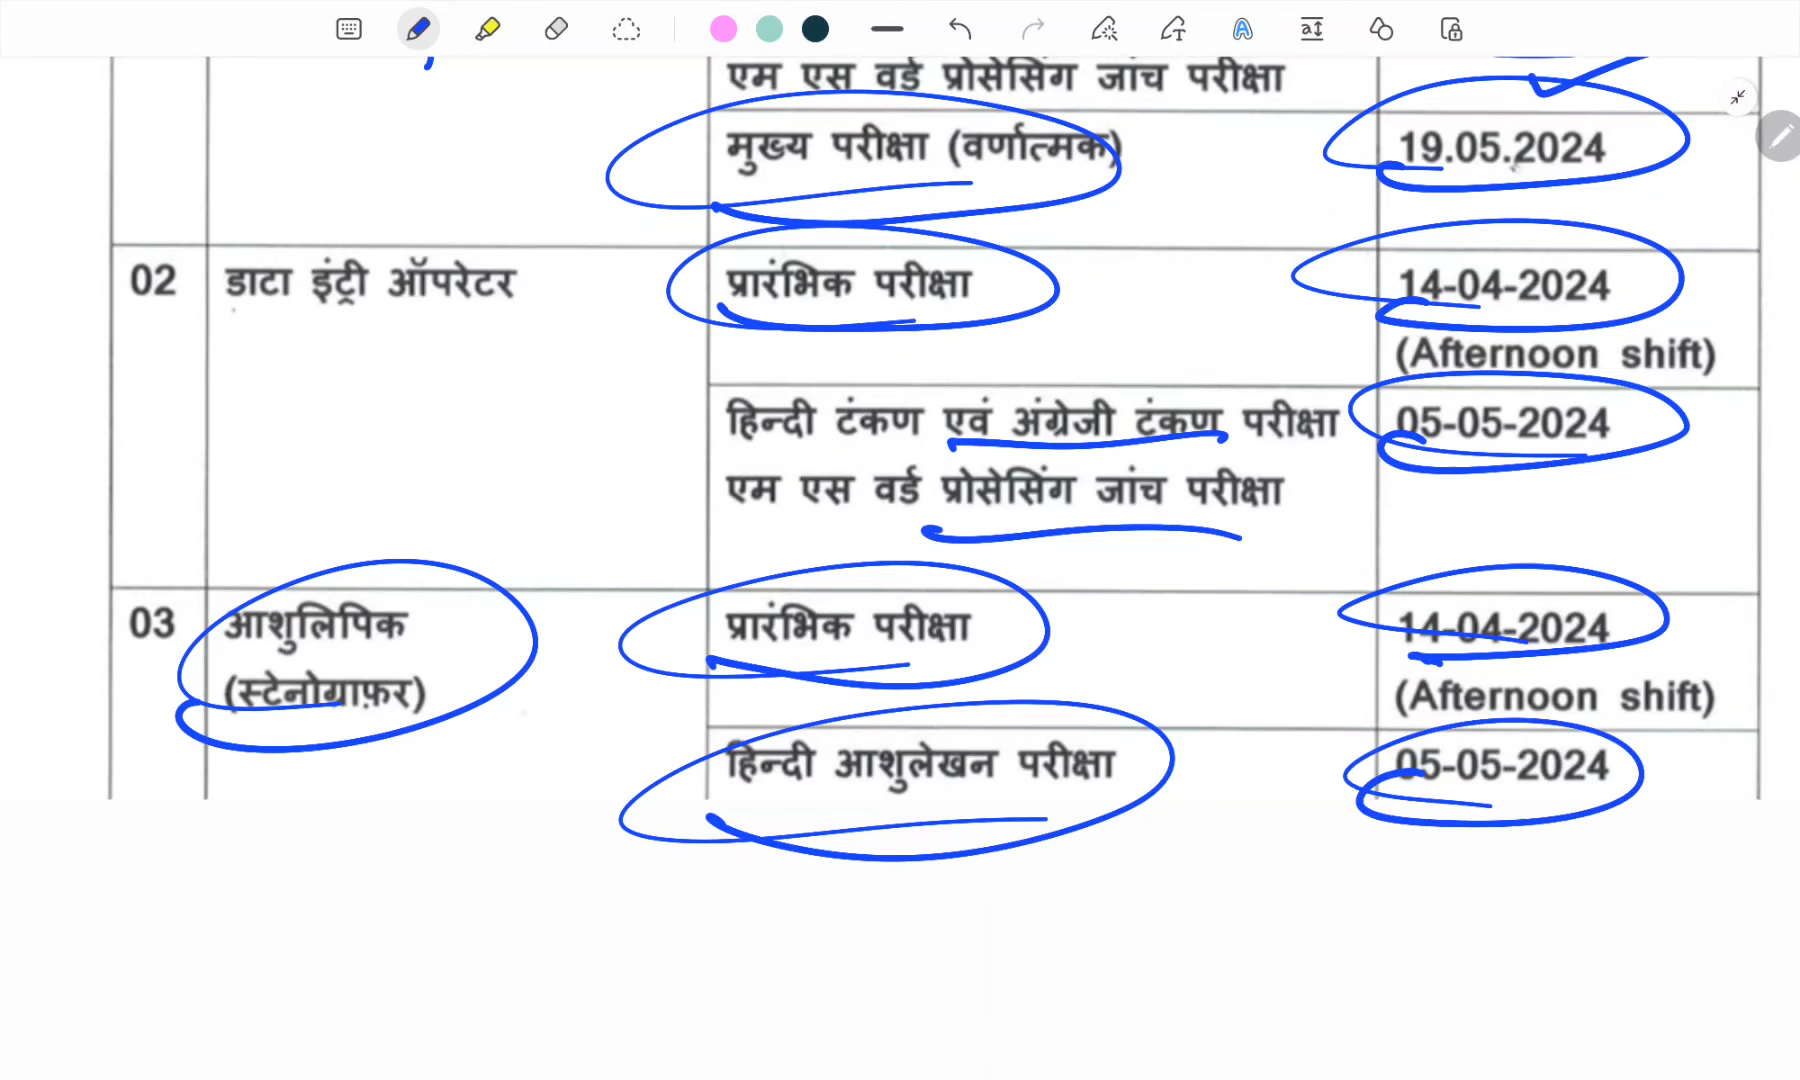 एम एस वर्ड प्रोसेसिंग जांच परीक्षा
मुख्य परीक्षा (वर्णात्मक) 19.05.2024
02 डाटा इंट्री ऑपरेटर प्रारंभिक परीक्षा 14-04-2024
(Afternoon shift)
हिन्दी टंकण एवं अंग्रेजी टंकण परीक्षा 05-05-2024
एम एस वर्ड प्रोसेसिंग जांच परीक्षा
03 आशुलिपिक प्रारंभिक परीक्षा 14-04-2024
(स्टेनोग्राफ़र) (Afternoon shift)
हिन्दी आशुलेखन परीक्षा 05-05-2024